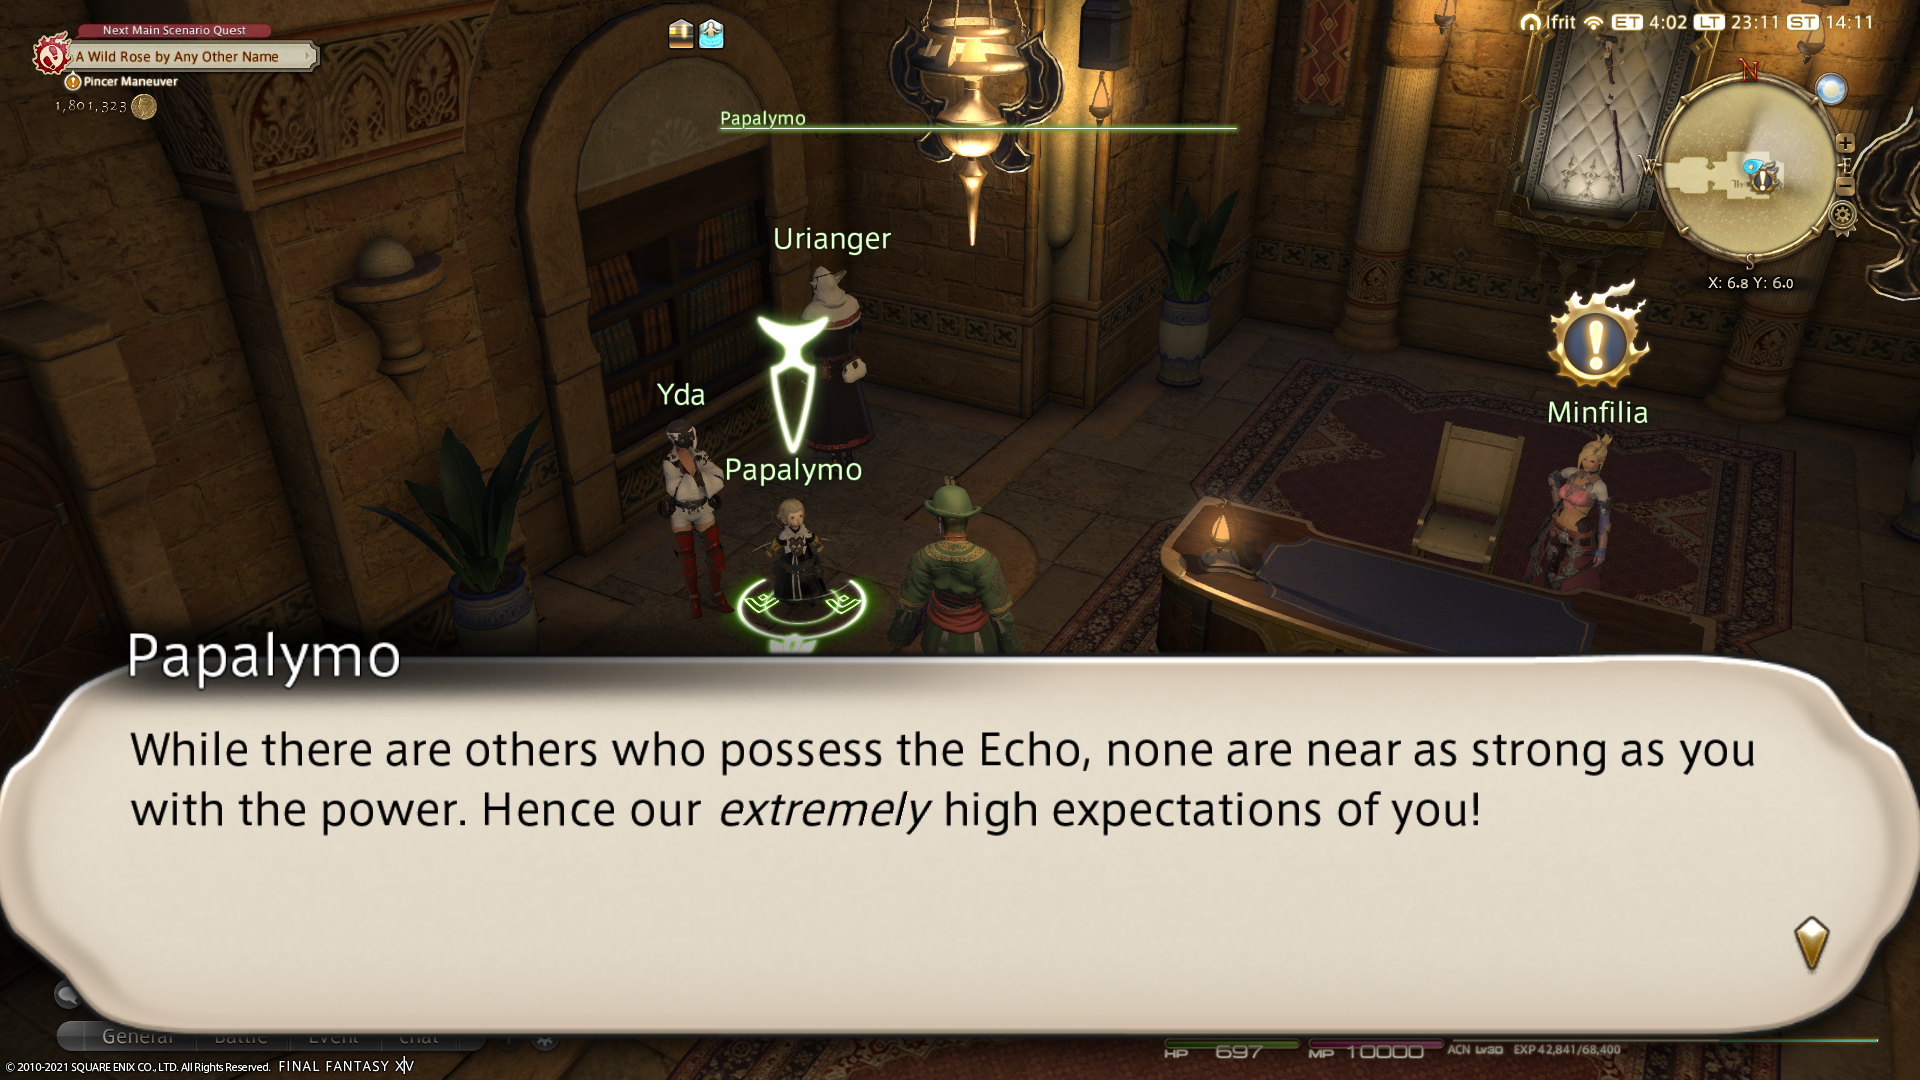 Next Main Scenario Quest
A Wild Rose by Any Other Name
Pincer Maneuver
1,801,323
Ifrit ET 4:02 LT 23:11 ST 14:11
N
W
E
S
X: 6.8 Y: 6.0
Papalymo
Urianger
Yda
Papalymo
Minfilia
Papalymo
While there are others who possess the Echo, none are near as strong as you
with the power. Hence our extremely high expectations of you!
General Battle Event Chat
HP 697 MP 10000 ACN Lv30 EXP 42,841/68,400
© 2010-2021 SQUARE ENIX CO., LTD. All Rights Reserved. FINAL FANTASY XIV